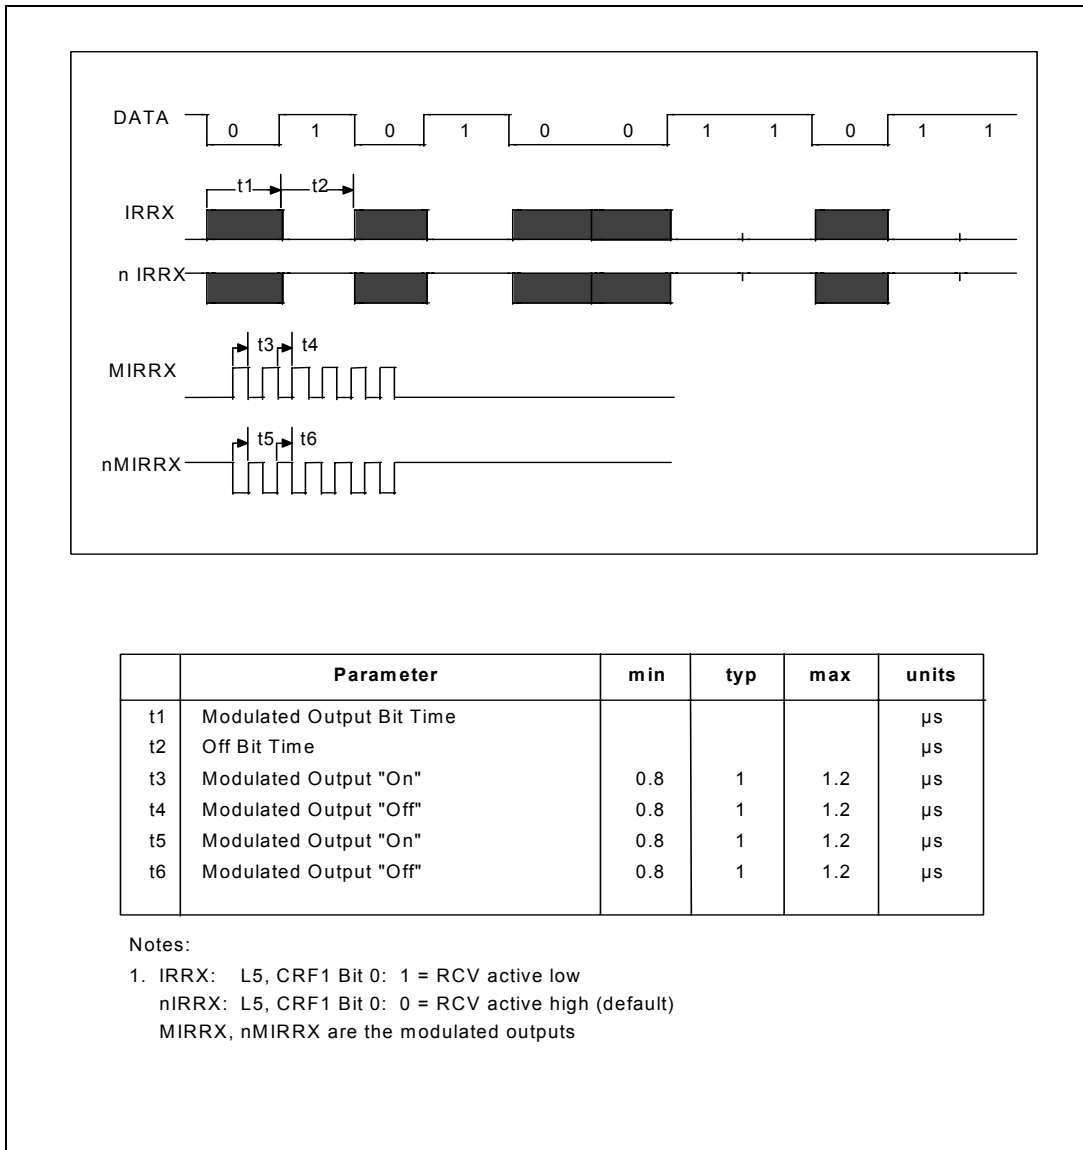 DATA 0 1 0 1 0 0 1 1 0 1 1
t1 t2
IRRX
n IRRX
t3 t4
MIRRX
t5 t6
nMIRRX
Parameter min typ max units
t1 Modulated Output Bit Time µs
t2 Off Bit Time µs
t3 Modulated Output "On" 0.8 1 1.2 µs
t4 Modulated Output "Off" 0.8 1 1.2 µs
t5 Modulated Output "On" 0.8 1 1.2 µs
t6 Modulated Output "Off" 0.8 1 1.2 µs
Notes:
1. IRRX: L5, CRF1 Bit 0: 1 = RCV active low
nIRRX: L5, CRF1 Bit 0: 0 = RCV active high (default)
MIRRX, nMIRRX are the modulated outputs